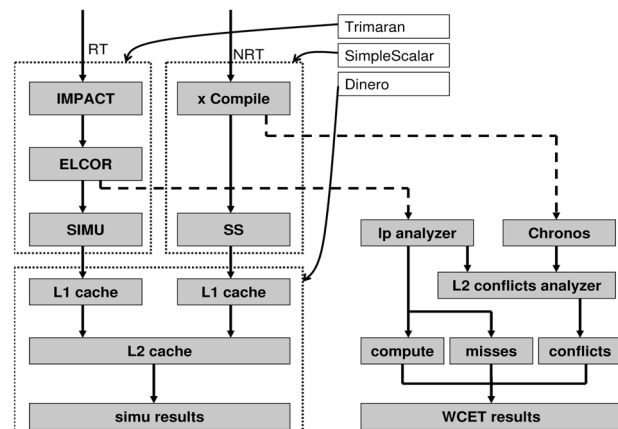 Trimaran
RT
NRT
SimpleScalar
Dinero
IMPACT
x Compile
ELCOR
SIMU
SS
lp analyzer
Chronos
L1 cache
L1 cache
L2 conflicts analyzer
L2 cache
compute
misses
conflicts
simu results
WCET results